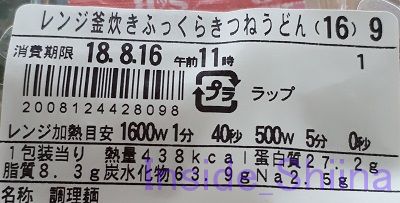 レンジ釜炊きふっくらきつねうどん(16) 9
消費期限 18.8.16 午前11時 1
プラ ラップ
2008124428098
レンジ加熱目安 1600W 1分 40秒 500W 5分 0秒
1包装当り 熱量438kcal蛋白質27.2g
脂質8.3g炭水化物63.9gNa2.5g
Inside_Shiina
名称 調理麺